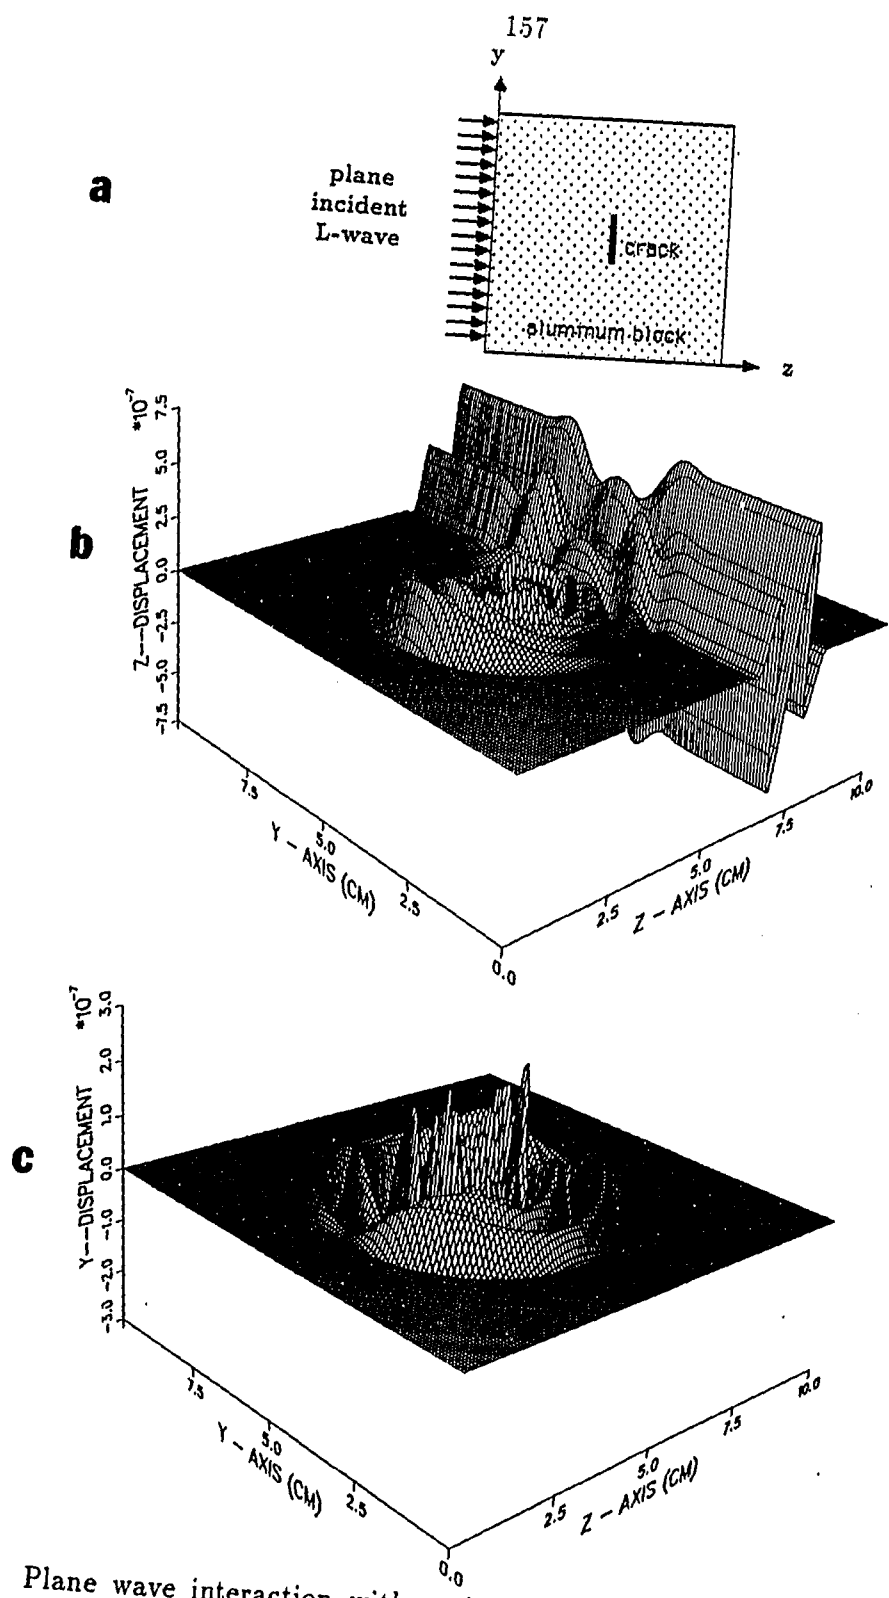 157
y
a
plane
incident
L-wave
crack
aluminum block
z
b
Z--DISPLACEMENT *10-7
7.5
5.0
2.5
0.0
-2.5
-5.0
-7.5
7.5
5.0
2.5
0.0
Y - AXIS (CM)
2.5
5.0
7.5
10.0
Z - AXIS (CM)
c
Y--DISPLACEMENT *10-7
3.0
2.0
1.0
0.0
-1.0
-2.0
-3.0
7.5
5.0
2.5
0.0
Y - AXIS (CM)
2.5
5.0
7.5
10.0
Z - AXIS (CM)
Plane wave interaction with